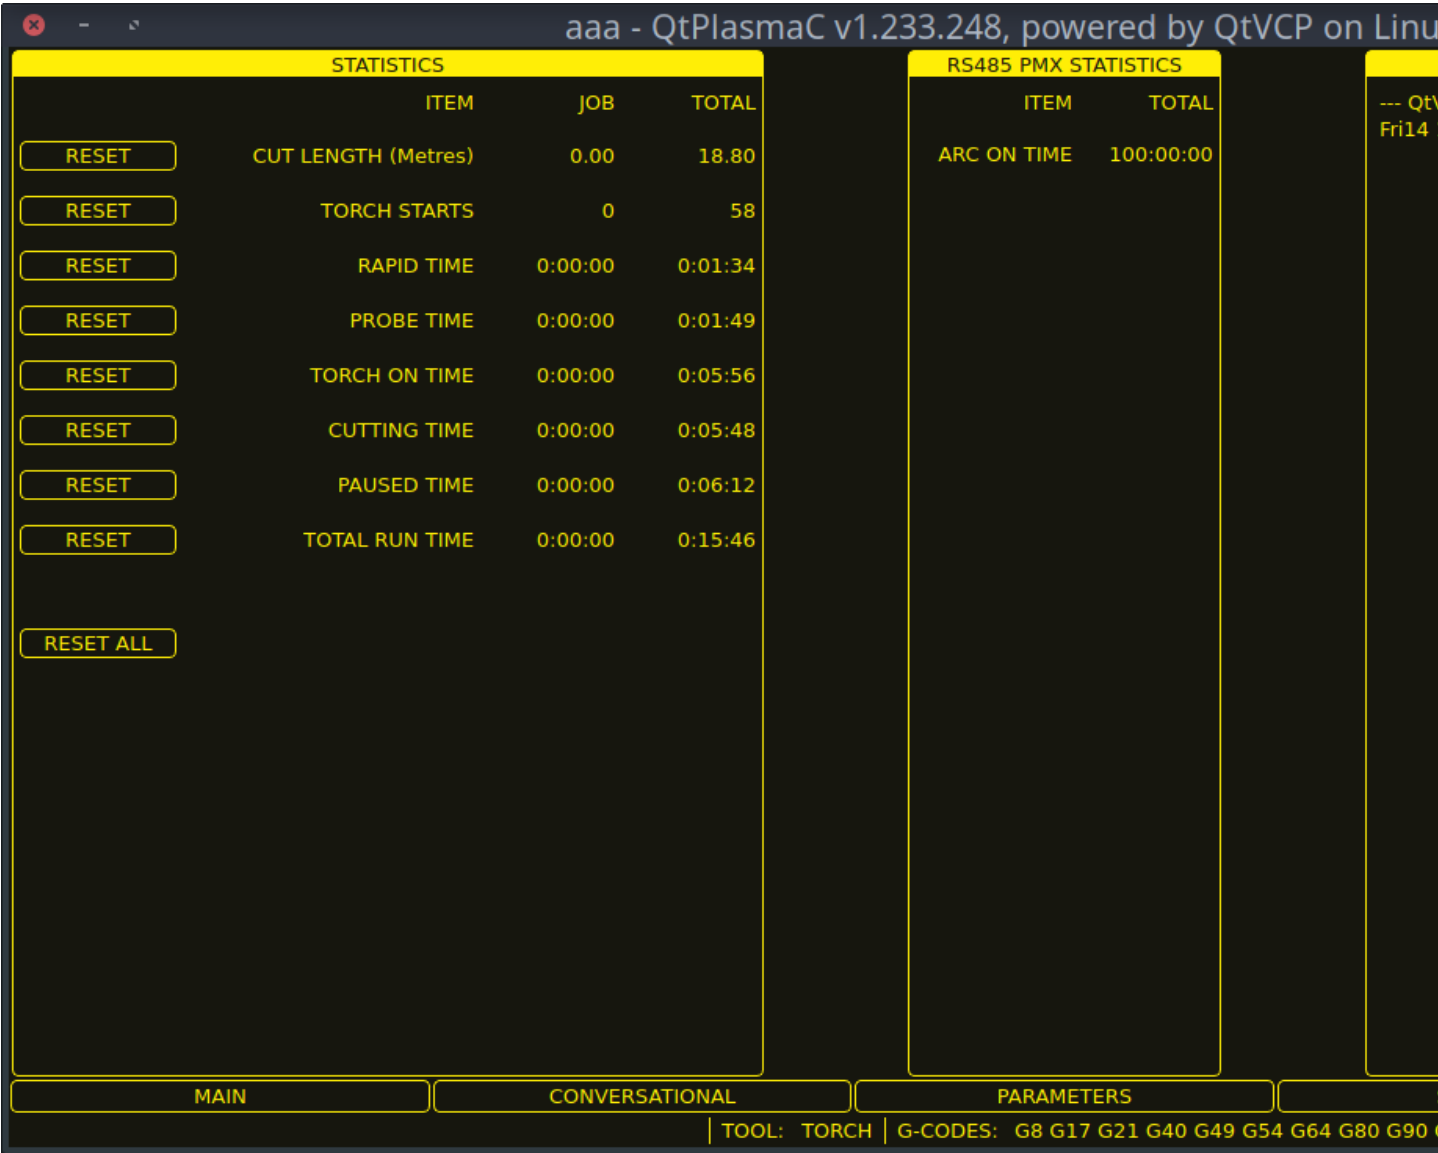 aaa - QtPlasmaC v1.233.248, powered by QtVCP on Linu
STATISTICS
ITEM JOB TOTAL
RESET CUT LENGTH (Metres) 0.00 18.80
RESET TORCH STARTS 0 58
RESET RAPID TIME 0:00:00 0:01:34
RESET PROBE TIME 0:00:00 0:01:49
RESET TORCH ON TIME 0:00:00 0:05:56
RESET CUTTING TIME 0:00:00 0:05:48
RESET PAUSED TIME 0:00:00 0:06:12
RESET TOTAL RUN TIME 0:00:00 0:15:46
RESET ALL
RS485 PMX STATISTICS
ITEM TOTAL
ARC ON TIME 100:00:00
--- Qt
Fri14
MAIN CONVERSATIONAL PARAMETERS
TOOL: TORCH G-CODES: G8 G17 G21 G40 G49 G54 G64 G80 G90